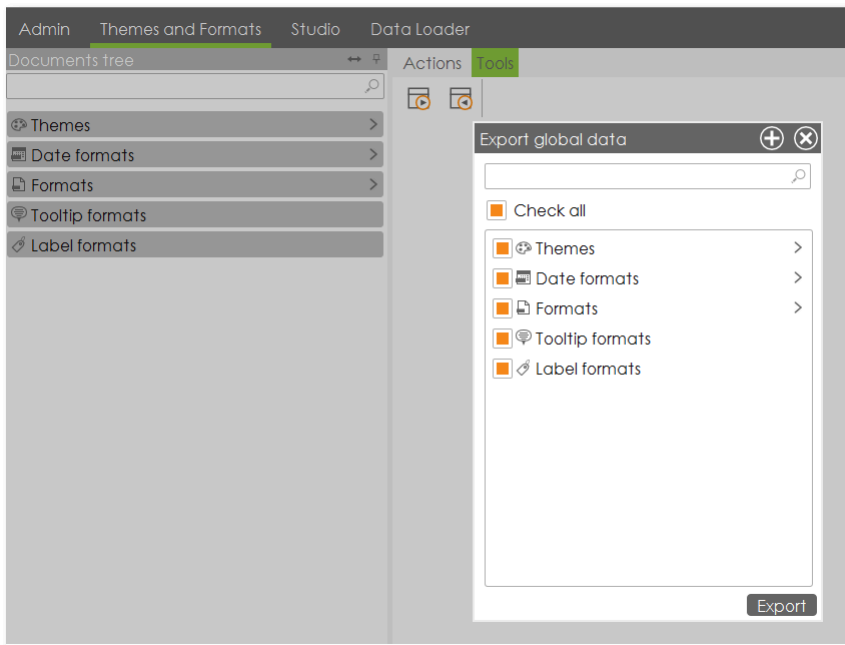 Admin Themes and Formats Studio Data Loader
Documents tree
Actions Tools
Themes
Date formats
Formats
Tooltip formats
Label formats
Export global data
Check all
Themes
Date formats
Formats
Tooltip formats
Label formats
Export